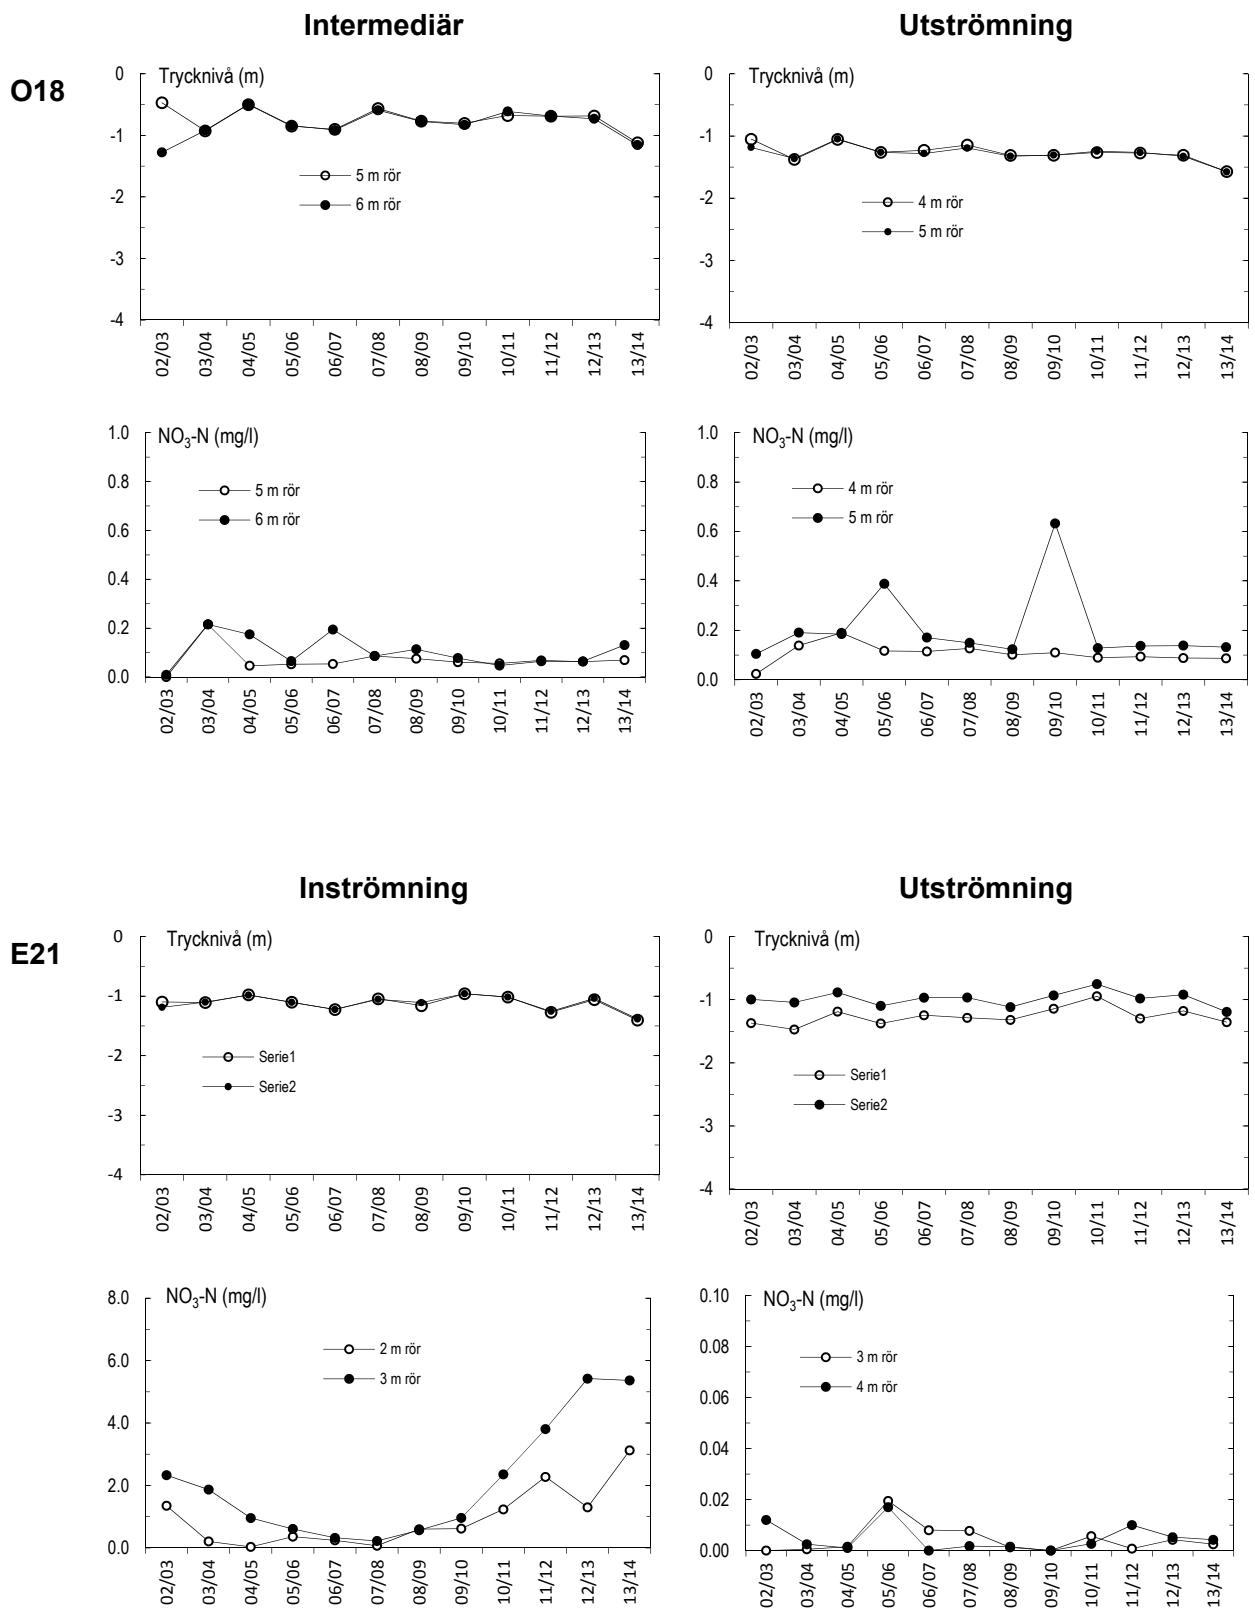 Intermediär
Utströmning
O18
Trycknivå (m)
0
-1
-2
-3
-4
5 m rör
6 m rör
02/03 03/04 04/05 05/06 06/07 07/08 08/09 09/10 10/11 11/12 12/13 13/14
Trycknivå (m)
0
-1
-2
-3
-4
4 m rör
5 m rör
02/03 03/04 04/05 05/06 06/07 07/08 08/09 09/10 10/11 11/12 12/13 13/14
NO₃-N (mg/l)
1.0
0.8
0.6
0.4
0.2
0.0
5 m rör
6 m rör
02/03 03/04 04/05 05/06 06/07 07/08 08/09 09/10 10/11 11/12 12/13 13/14
NO₃-N (mg/l)
1.0
0.8
0.6
0.4
0.2
0.0
4 m rör
5 m rör
02/03 03/04 04/05 05/06 06/07 07/08 08/09 09/10 10/11 11/12 12/13 13/14
Inströmning
Utströmning
E21
Trycknivå (m)
0
-1
-2
-3
-4
Serie1
Serie2
02/03 03/04 04/05 05/06 06/07 07/08 08/09 09/10 10/11 11/12 12/13 13/14
Trycknivå (m)
0
-1
-2
-3
-4
Serie1
Serie2
02/03 03/04 04/05 05/06 06/07 07/08 08/09 09/10 10/11 11/12 12/13 13/14
NO₃-N (mg/l)
8.0
6.0
4.0
2.0
0.0
2 m rör
3 m rör
02/03 03/04 04/05 05/06 06/07 07/08 08/09 09/10 10/11 11/12 12/13 13/14
NO₃-N (mg/l)
0.10
0.08
0.06
0.04
0.02
0.00
3 m rör
4 m rör
02/03 03/04 04/05 05/06 06/07 07/08 08/09 09/10 10/11 11/12 12/13 13/14